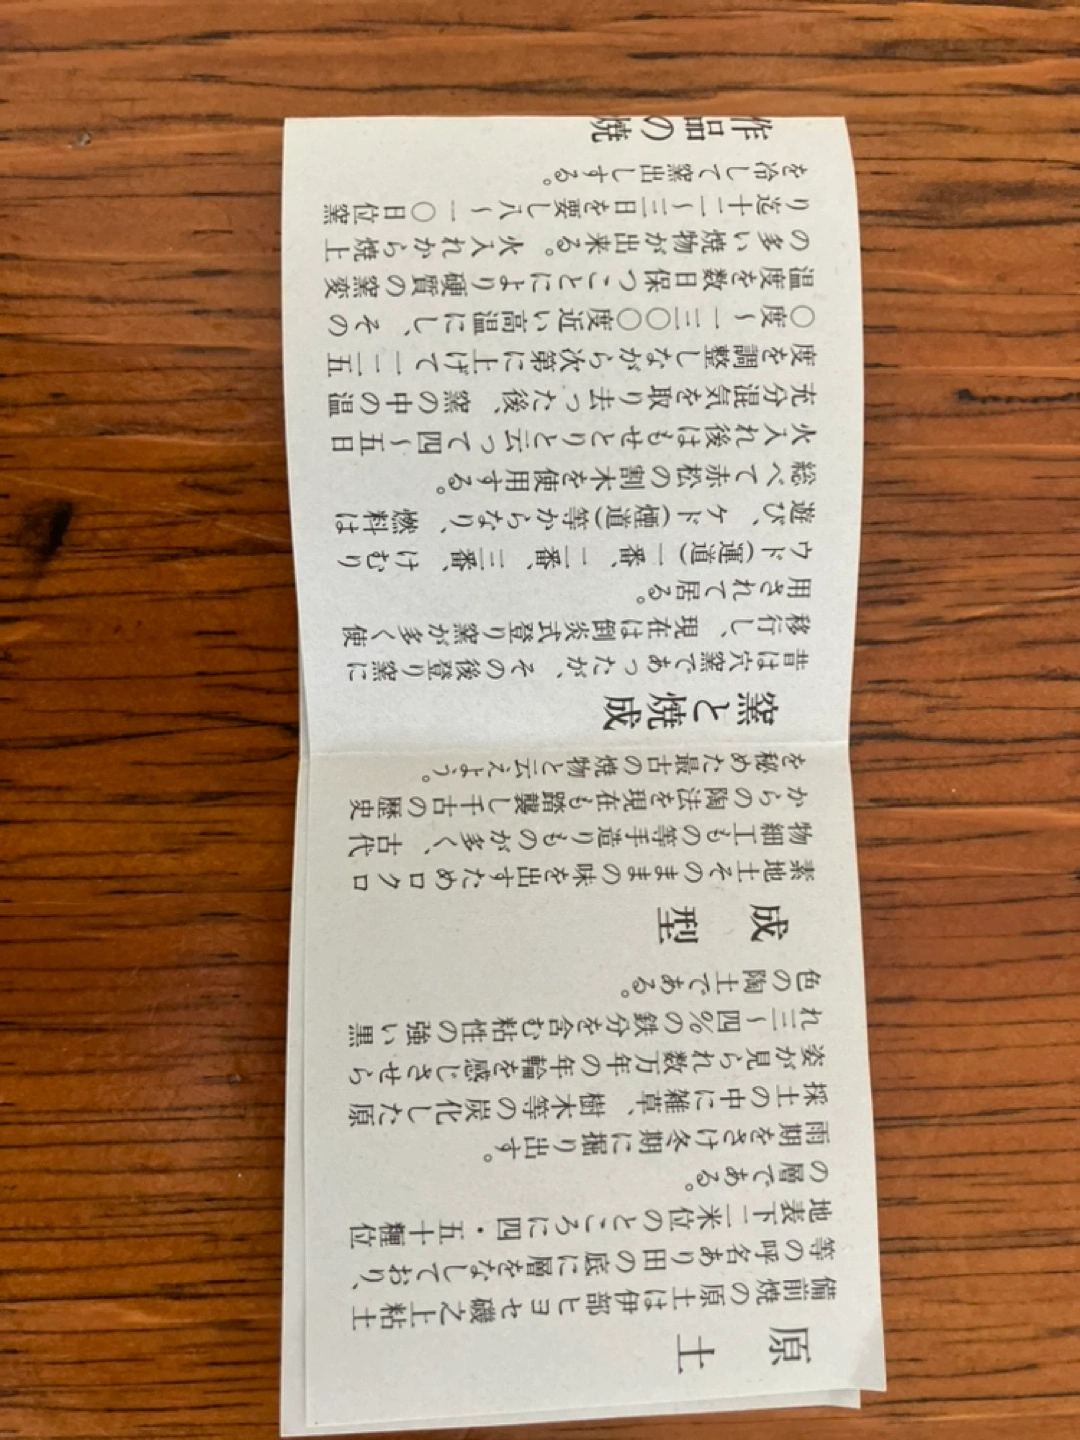 原土
備前焼の原土は伊部ヒヨセ磯之上粘土
等の呼名あり田の底に層をなしており、
地表下二米位のところに四・五十糎位
の層である。
雨期をさけ冬期に掘り出す。
採土の中に雑草、樹木等の炭化した原
姿が見られ数万年の年輪を感じさせら
れ三〜四%の鉄分を含む粘性の強い黒
色の陶土である。
成型
素地土そのままの味を出すためロクロ
物細工もの等手造りものが多く、古代
からの陶法を現在も踏襲し千古の歴史
を秘めた最古の焼物と云えよう。
窯と焼成
昔は穴窯であったが、その後登り窯に
移行し、現在は倒炎式登り窯が多く使
用されて居る。
ウド(運道)一番、二番、三番、けむり
遊び、ケド(煙道)等からなり、燃料は
総べて赤松の割木を使用する。
火入れ後はもせとりと云って四〜五日
充分混気を取り去った後、窯の中の温
度を調整しながら次第に上げて一二五
〇度〜一三〇〇度近い高温にし、その
温度を数日保つことにより硬質の窯変
の多い焼物が出来る。火入れから焼上
り迄十二〜三日を要し八〜一〇日位窯
を冷して窯出しする。
作品の焼